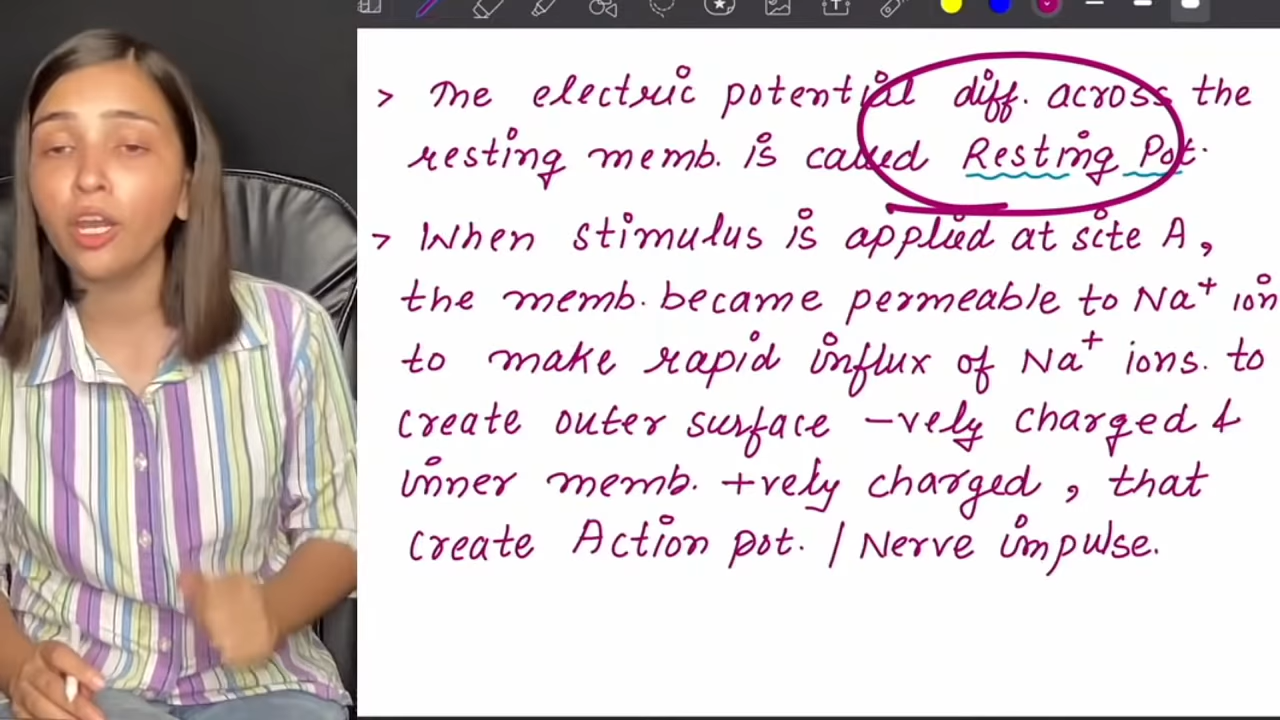 > The electric potential diff. across the
resting memb. is called Resting Pot.
> When stimulus is applied at site A,
the memb. became permeable to Na+ ion
to make rapid influx of Na+ ions. to
create outer surface -vely charged &
inner memb. +vely charged, that
create Action pot. / Nerve impulse.